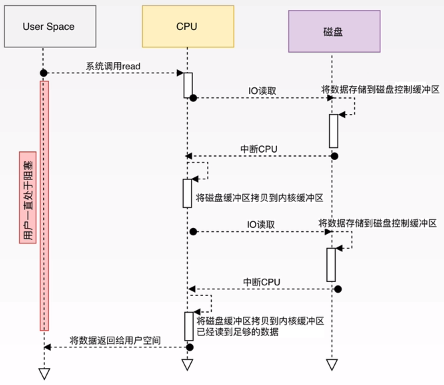 User Space
CPU
磁盘
系统调用read
IO读取
将数据存储到磁盘控制缓冲区
中断CPU
用户一直处于阻塞
将磁盘缓冲区拷贝到内核缓冲区
IO读取
将数据存储到磁盘控制缓冲区
中断CPU
将磁盘缓冲区拷贝到内核缓冲区
已经读到足够的数据
将数据返回给用户空间